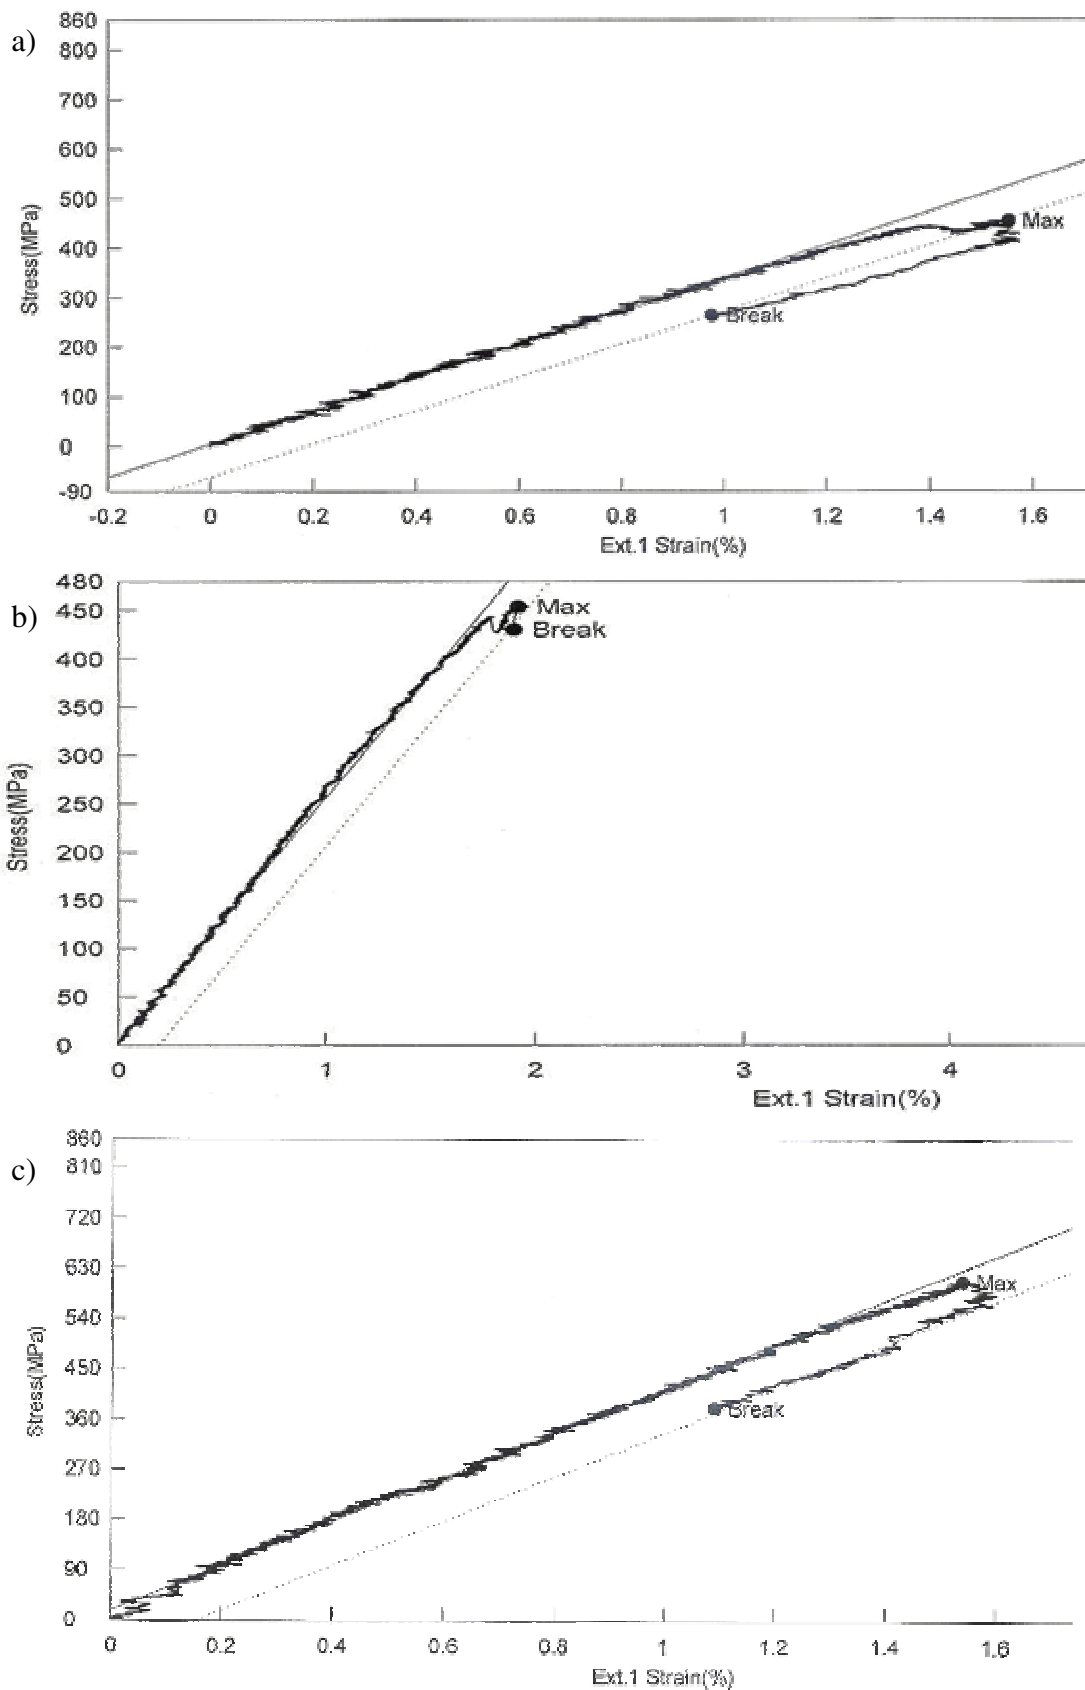 a)
860
800
700
600
500
400
300
200
100
0
-90
Stress(MPa)
Max
Break
-0.2 0 0.2 0.4 0.6 0.8 1 1.2 1.4 1.6
Ext.1 Strain(%)
b)
480
450
400
350
300
250
200
150
100
50
0
Stress(MPa)
Max
Break
0 1 2 3 4
Ext.1 Strain(%)
c)
860
810
720
630
540
450
360
270
180
90
0
Stress(MPa)
Max
Break
0 0.2 0.4 0.6 0.8 1 1.2 1.4 1.6
Ext.1 Strain(%)